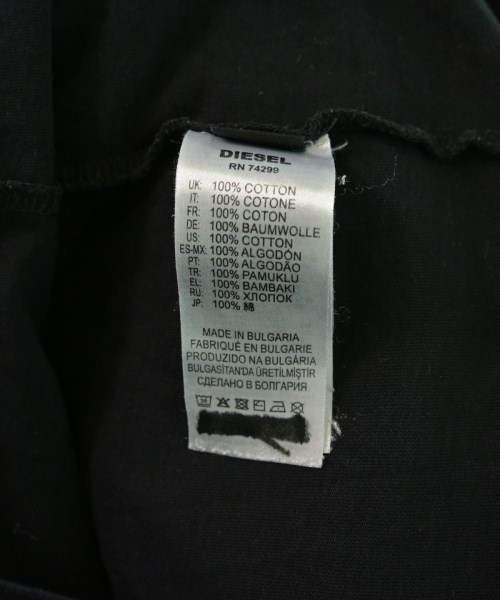 DIESEL
RN 74299
UK: 100% COTTON
IT: 100% COTONE
FR: 100% COTON
DE: 100% BAUMWOLLE
US: 100% COTTON
ES-MX: 100% ALGODÓN
PT: 100% ALGODÃO
TR: 100% PAMUKLU
EL: 100% BAMBAKI
RU: 100% ХЛОПОК
JP: 100% 綿
MADE IN BULGARIA
FABRIQUÉ EN BULGARIE
PRODUZIDO NA BULGÁRIA
BULGASİTAN'DA ÜRETİLMİŞTİR
СДЕЛАНО В БОЛГАРИЯ